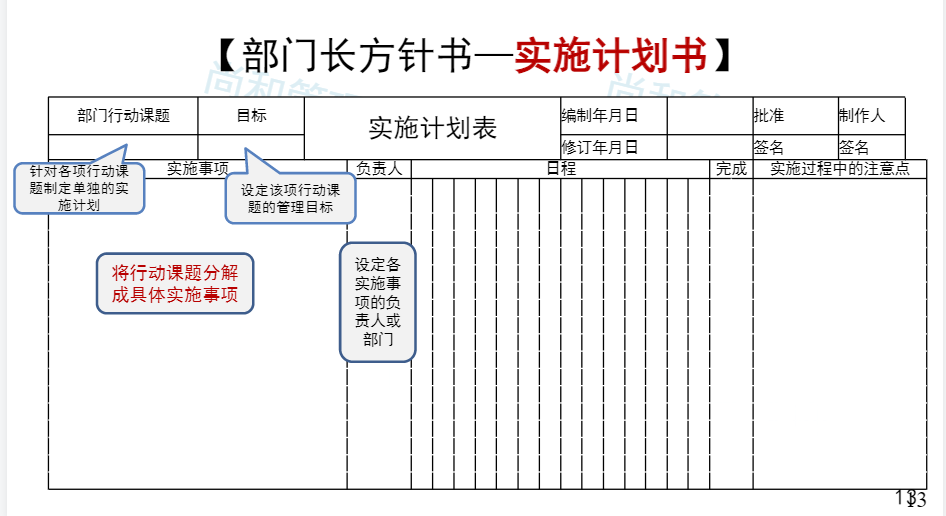 【部门长方针书—实施计划书】
部门行动课题
目标
实施计划表
编制年月日
批准
制作人
修订年月日
签名
签名
实施事项
负责人
日程
完成
实施过程中的注意点
针对各项行动课
题制定单独的实
施计划
设定该项行动课
题的管理目标
将行动课题分解
成具体实施事项
设定各
实施事
项的负
责人或
部门
13
13